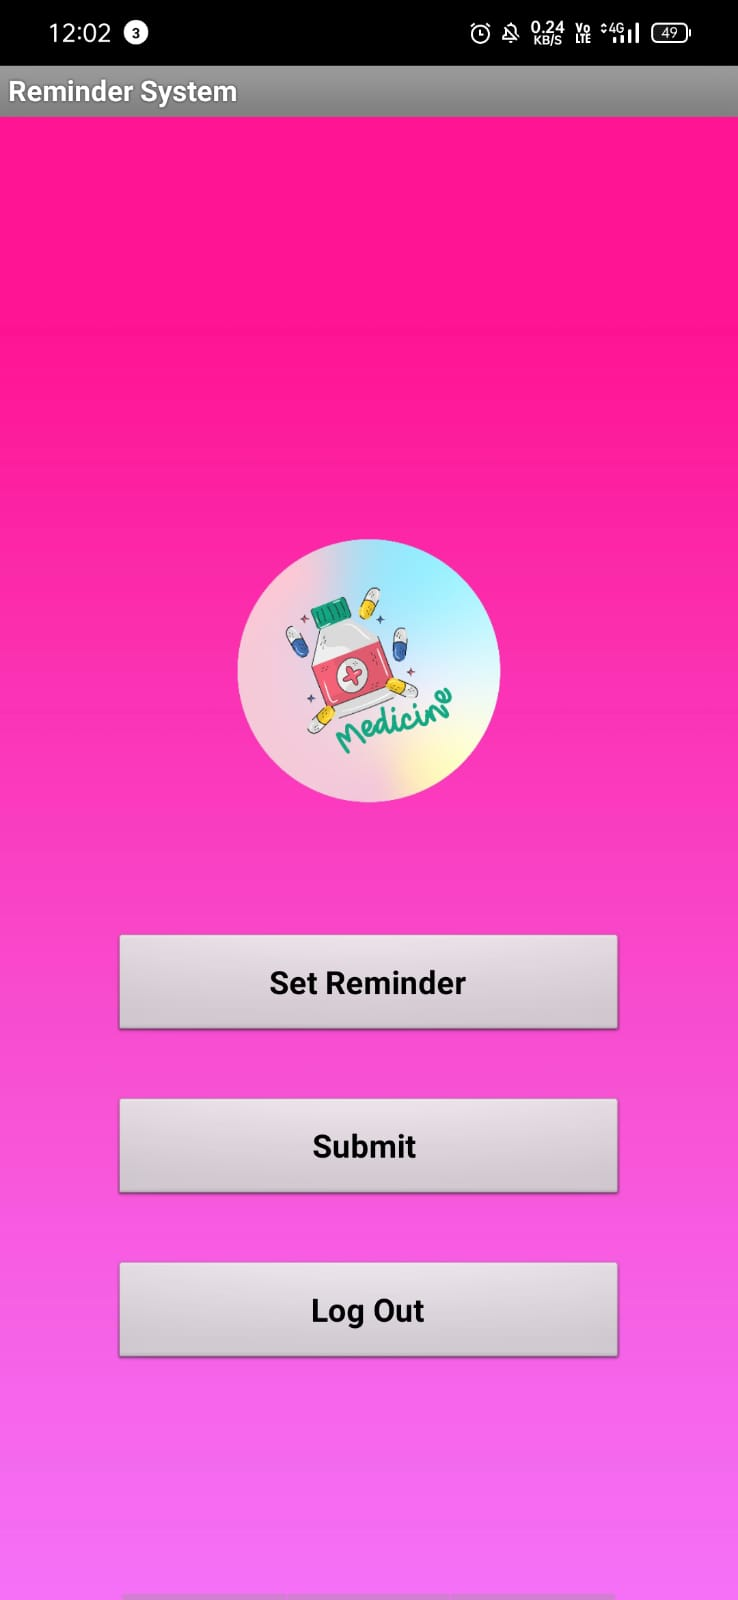 12:02 3 0.24 KB/S Vo LTE 4G 49
Reminder System
Medicine
Set Reminder
Submit
Log Out